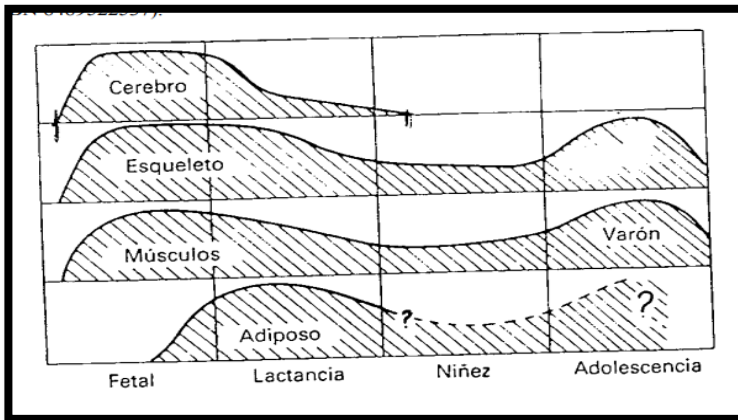 Cerebro
Esqueleto
Músculos
Varón
Adiposo
?
?
Fetal
Lactancia
Niñez
Adolescencia